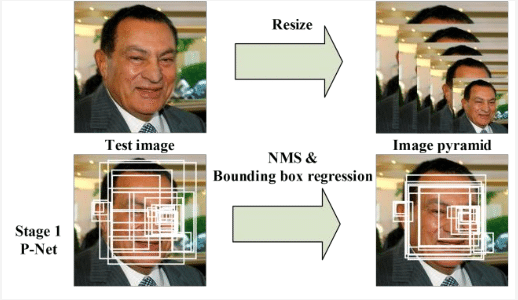 Resize
Test image
Image pyramid
NMS &
Bounding box regression
Stage 1
P-Net